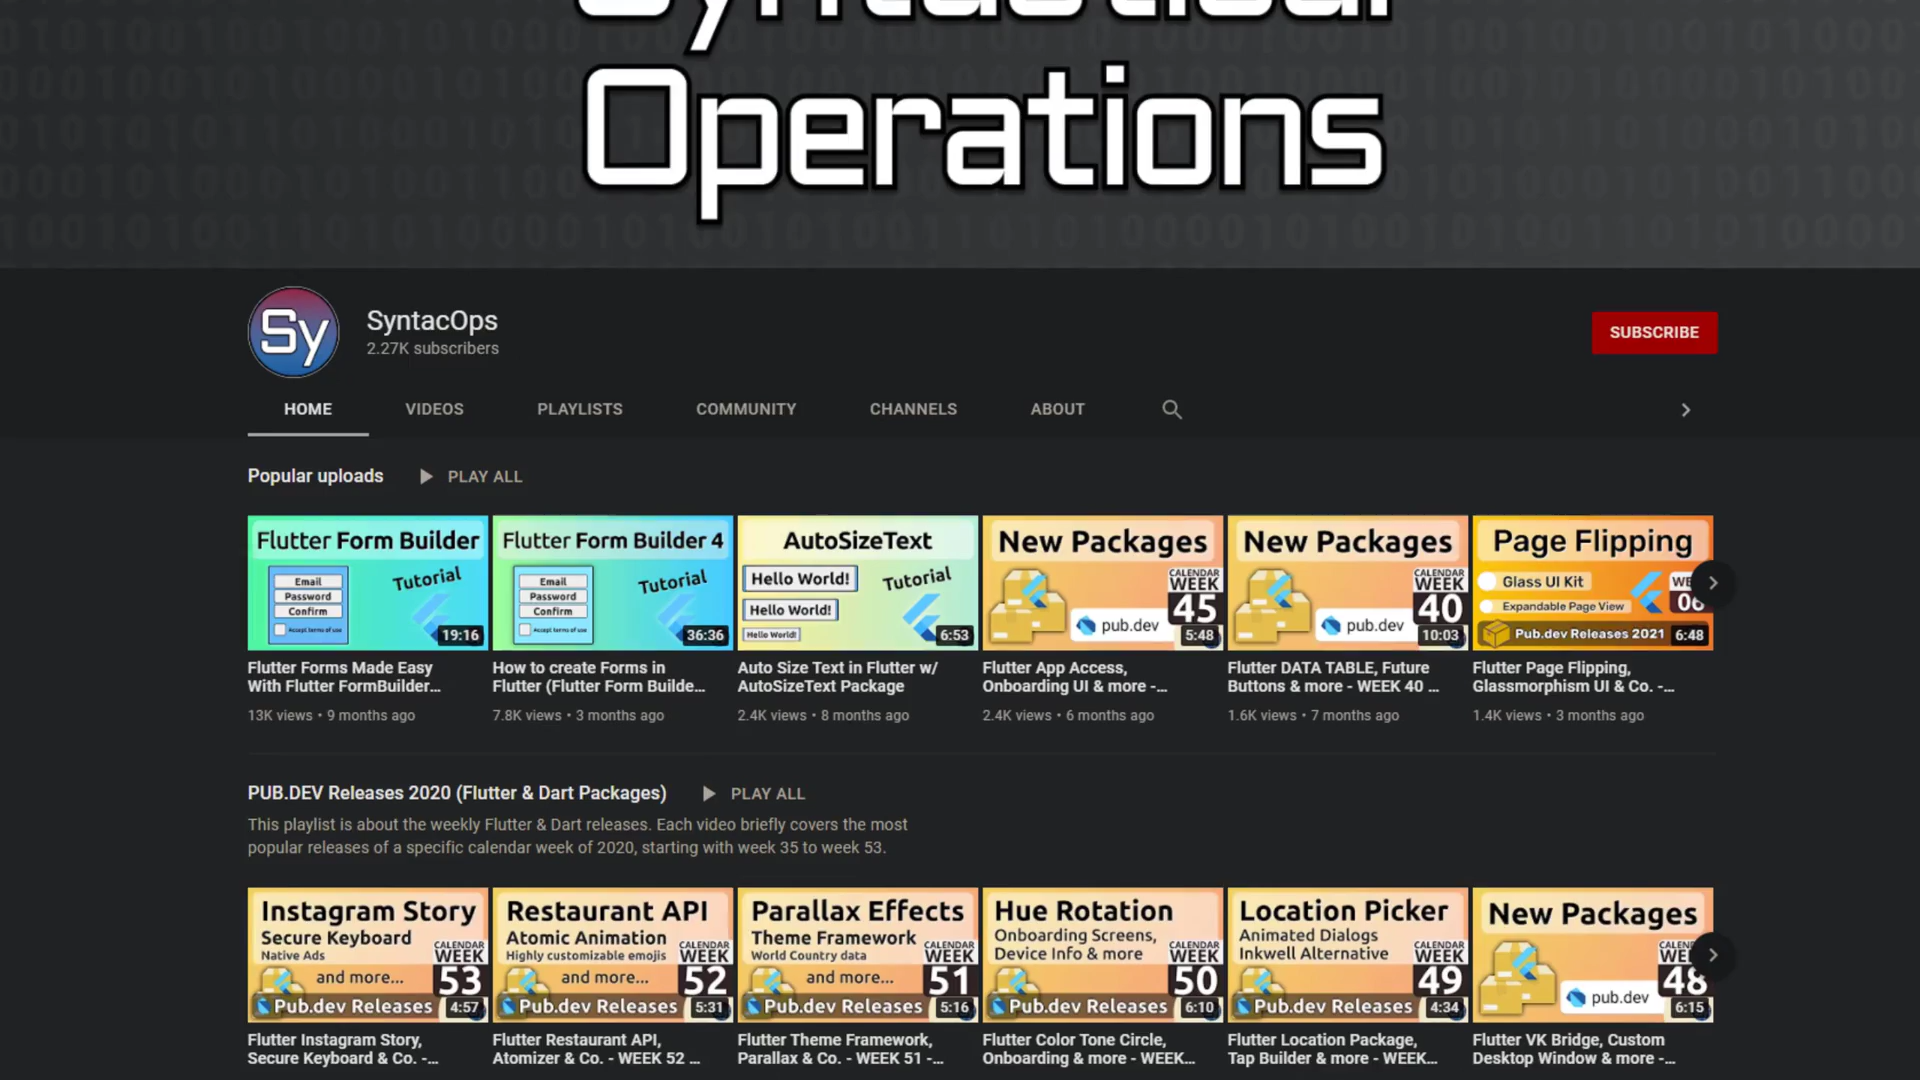 Syntactical
Operations
Sy
SyntacOps
2.27K subscribers
SUBSCRIBE
HOME
VIDEOS
PLAYLISTS
COMMUNITY
CHANNELS
ABOUT
Popular uploads
PLAY ALL
Flutter Form Builder
Email
Password
Confirm
Accept terms of use
Tutorial
19:16
Flutter Form Builder 4
Email
Password
Confirm
Accept terms of use
Tutorial
36:36
AutoSizeText
Hello World!
Hello World!
Hello World!
Tutorial
6:53
New Packages
CALENDAR
WEEK
45
pub.dev
5:48
New Packages
CALENDAR
WEEK
40
pub.dev
10:03
Page Flipping
Glass UI Kit
Expandable Page View
WE
06
Pub.dev Releases 2021
6:48
Flutter Forms Made Easy
With Flutter FormBuilder...
13K views • 9 months ago
How to create Forms in
Flutter (Flutter Form Builde...
7.8K views • 3 months ago
Auto Size Text in Flutter w/
AutoSizeText Package
2.4K views • 8 months ago
Flutter App Access,
Onboarding UI & more -...
2.4K views • 6 months ago
Flutter DATA TABLE, Future
Buttons & more - WEEK 40 ...
1.6K views • 7 months ago
Flutter Page Flipping,
Glassmorphism UI & Co. -...
1.4K views • 3 months ago
PUB.DEV Releases 2020 (Flutter & Dart Packages)
PLAY ALL
This playlist is about the weekly Flutter & Dart releases. Each video briefly covers the most
popular releases of a specific calendar week of 2020, starting with week 35 to week 53.
Instagram Story
Secure Keyboard
Native Ads
and more...
CALENDAR
WEEK
53
Pub.dev Releases
4:57
Restaurant API
Atomic Animation
Highly customizable emojis
and more...
CALENDAR
WEEK
52
Pub.dev Releases
5:31
Parallax Effects
Theme Framework
World Country data
and more...
CALENDAR
WEEK
51
Pub.dev Releases
5:16
Hue Rotation
Onboarding Screens,
Device Info & more
CALENDAR
WEEK
50
Pub.dev Releases
6:10
Location Picker
Animated Dialogs
Inkwell Alternative
CALENDAR
WEEK
49
Pub.dev Releases
4:34
New Packages
CALEN
WEE
48
pub.dev
6:15
Flutter Instagram Story,
Secure Keyboard & Co. -...
Flutter Restaurant API,
Atomizer & Co. - WEEK 52 ...
Flutter Theme Framework,
Parallax & Co. - WEEK 51 -...
Flutter Color Tone Circle,
Onboarding & more - WEEK...
Flutter Location Package,
Tap Builder & more - WEEK...
Flutter VK Bridge, Custom
Desktop Window & more -...